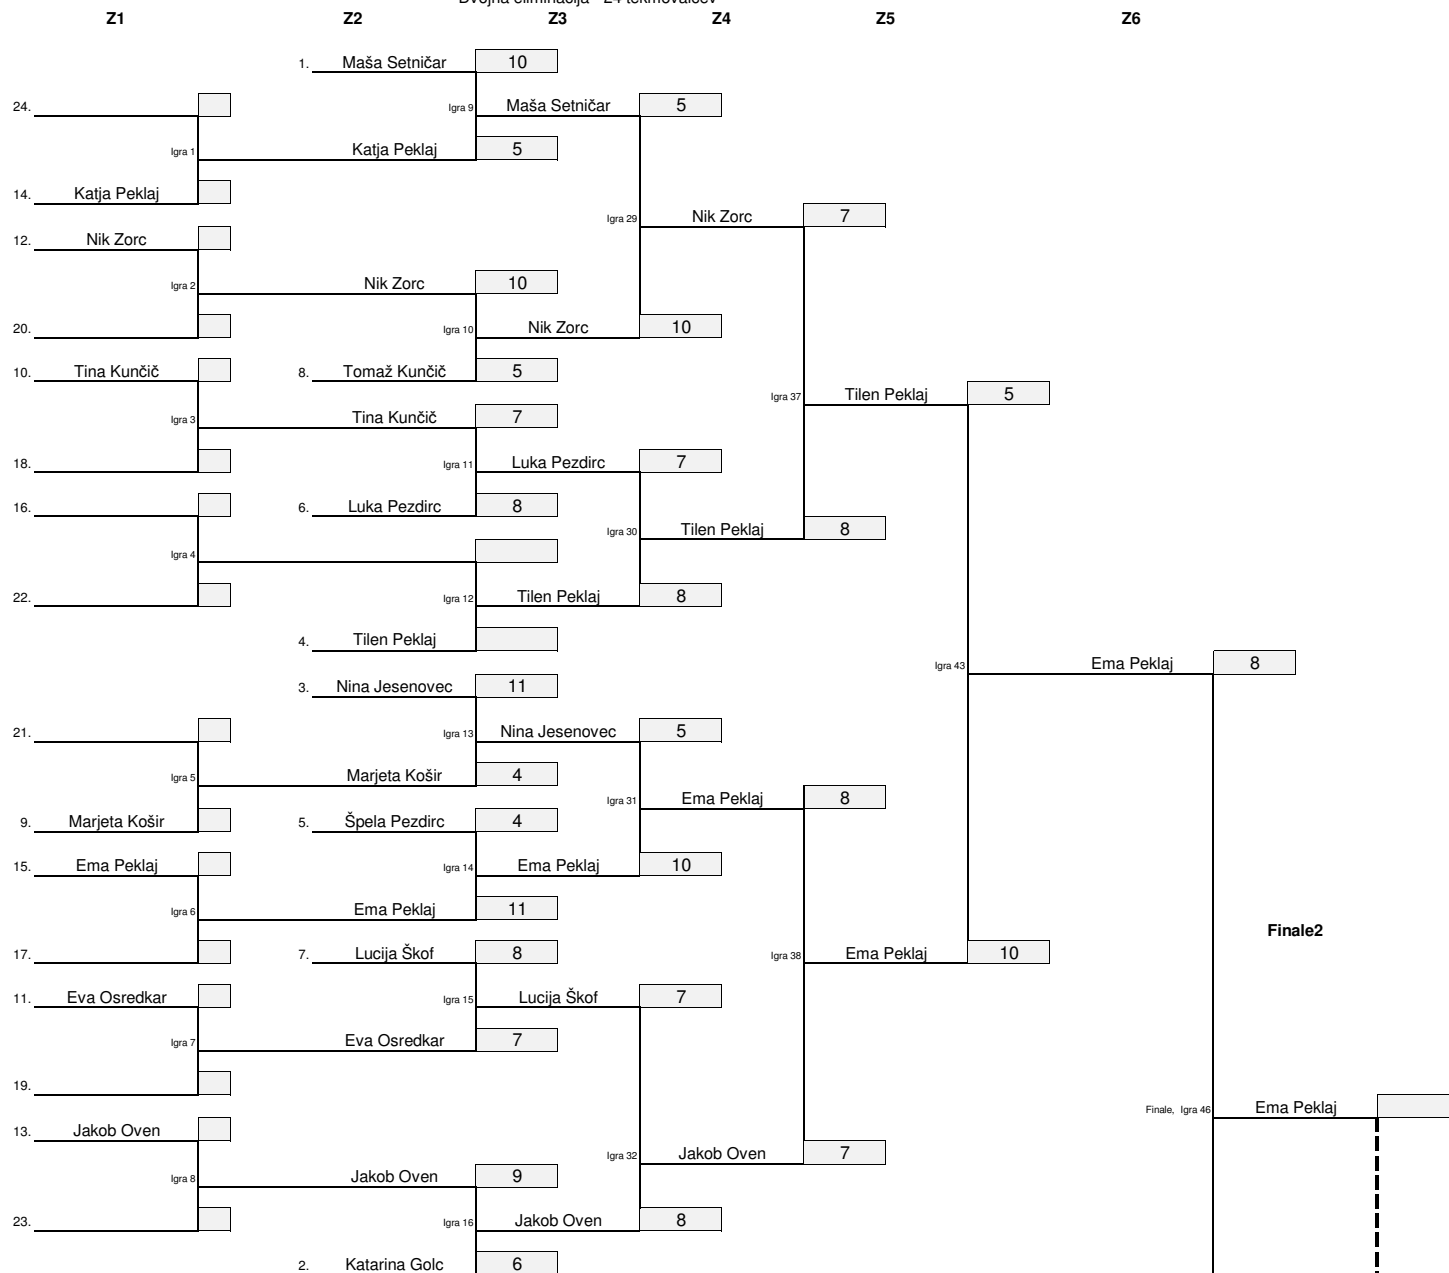 Dvojna eliminacija - 24 tekmovalcev
Z1 Z2 Z3 Z4 Z5 Z6
1. Maša Setničar 10
24. Igra 9 Maša Setničar 5
Igra 1 Katja Peklaj 5
14. Katja Peklaj
Igra 29 Nik Zorc 7
12. Nik Zorc
Igra 2 Nik Zorc 10
20. Igra 10 Nik Zorc 10
10. Tina Kunčič 8. Tomaž Kunčič 5
Igra 37 Tilen Peklaj 5
Igra 3 Tina Kunčič 7
18. Igra 11 Luka Pezdirc 7
16. 6. Luka Pezdirc 8
Igra 30 Tilen Peklaj 8
Igra 4
22. Igra 12 Tilen Peklaj 8
4. Tilen Peklaj
Igra 43 Ema Peklaj 8
3. Nina Jesenovec 11
21. Igra 13 Nina Jesenovec 5
Igra 5 Marjeta Košir 4
Igra 31 Ema Peklaj 8
9. Marjeta Košir 5. Špela Pezdirc 4
15. Ema Peklaj Igra 14 Ema Peklaj 10
Igra 6 Ema Peklaj 11
Finale2
17. 7. Lucija Škof 8 Igra 38 Ema Peklaj 10
11. Eva Osredkar Igra 15 Lucija Škof 7
Igra 7 Eva Osredkar 7
19.
Finale, Igra 46 Ema Peklaj
13. Jakob Oven
Igra 32 Jakob Oven 7
Igra 8 Jakob Oven 9
23. Igra 16 Jakob Oven 8
2. Katarina Golc 6